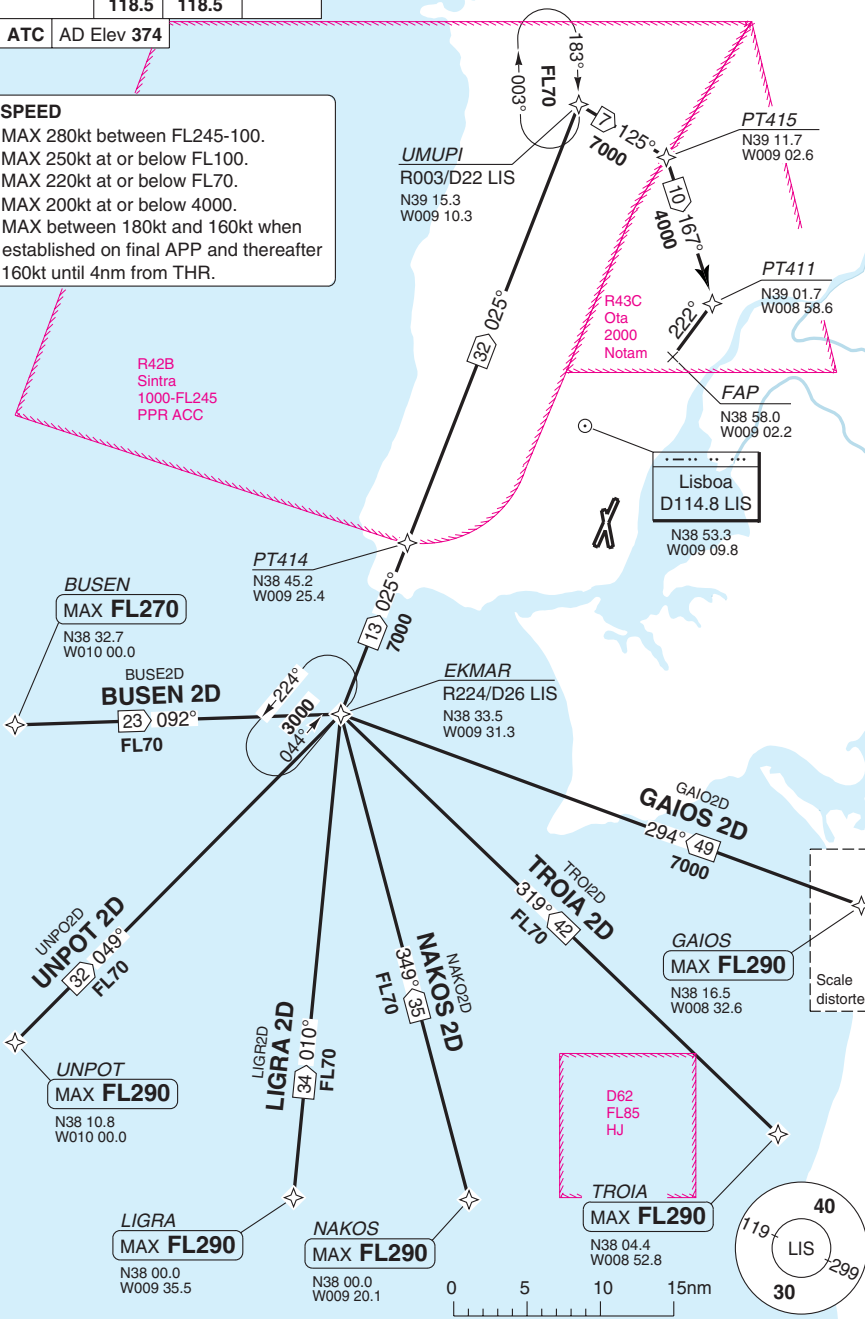 118.5 118.5
ATC AD Elev 374
SPEED
MAX 280kt between FL245-100.
MAX 250kt at or below FL100.
MAX 220kt at or below FL70.
MAX 200kt at or below 4000.
MAX between 180kt and 160kt when
established on final APP and thereafter
160kt until 4nm from THR.
183°
003°
FL70
UMUPI
R003/D22 LIS
N39 15.3
W009 10.3
7 125°
7000
PT415
N39 11.7
W009 02.6
10 167°
4000
PT411
N39 01.7
W008 58.6
222°
R43C
Ota
2000
Notam
FAP
N38 58.0
W009 02.2
32 025°
R42B
Sintra
1000-FL245
PPR ACC
Lisboa
D114.8 LIS
N38 53.3
W009 09.8
PT414
N38 45.2
W009 25.4
13 025°
7000
BUSEN
MAX FL270
N38 32.7
W010 00.0
BUSE2D
BUSEN 2D
23 092°
FL70
224°
3000
044°
EKMAR
R224/D26 LIS
N38 33.5
W009 31.3
GAIO2D
GAIOS 2D
294° 49
7000
TROI2D
TROIA 2D
319° 42
FL70
UNPO2D
UNPOT 2D
32 049°
FL70
NAKO2D
NAKOS 2D
349° 35
FL70
LIGR2D
LIGRA 2D
34 010°
FL70
GAIOS
MAX FL290
N38 16.5
W008 32.6
Scale
distorte
UNPOT
MAX FL290
N38 10.8
W010 00.0
D62
FL85
HJ
TROIA
MAX FL290
N38 04.4
W008 52.8
LIGRA
MAX FL290
N38 00.0
W009 35.5
NAKOS
MAX FL290
N38 00.0
W009 20.1
0 5 10 15nm
40
119
LIS
299
30